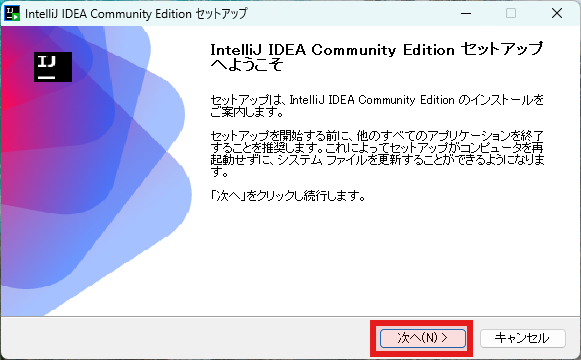 IntelliJ IDEA Community Edition セットアップ
IJ
IntelliJ IDEA Community Edition セットアップ
へようこそ
セットアップは、IntelliJ IDEA Community Edition のインストールを
ご案内します。
セットアップを開始する前に、他のすべてのアプリケーションを終了
することを推奨します。これによってセットアップがコンピュータを再
起動せずに、システム ファイルを更新することができるようになりま
す。
「次へ」をクリックし続行します。
次へ(N) >
キャンセル